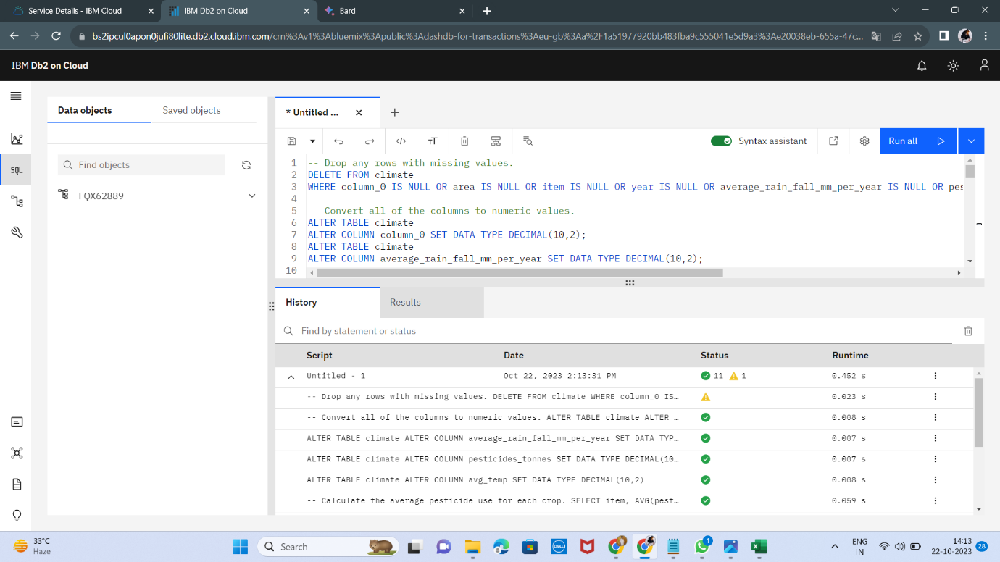 Service Details - IBM Cloud
IBM Db2 on Cloud
Bard
bs2ipcul0apon0jufi80lite.db2.cloud.ibm.com/crn%3Av1%3Abluemix%3Apublic%3Adashdb-for-transactions%3Aeu-gb%3Aa%2F1a51977920bb483fba9c555041e5d9a3%3Ae20038eb-655a-47c...
IBM Db2 on Cloud
Data objects
Saved objects
* Untitled ...
Syntax assistant
Run all
SQL
Find objects
FQX62889
1 -- Drop any rows with missing values.
2 DELETE FROM climate
3 WHERE column_0 IS NULL OR area IS NULL OR item IS NULL OR year IS NULL OR average_rain_fall_mm_per_year IS NULL OR pes
4
5 -- Convert all of the columns to numeric values.
6 ALTER TABLE climate
7 ALTER COLUMN column_0 SET DATA TYPE DECIMAL(10,2);
8 ALTER TABLE climate
9 ALTER COLUMN average_rain_fall_mm_per_year SET DATA TYPE DECIMAL(10,2);
10
History
Results
Find by statement or status
Script Date Status Runtime
Untitled - 1 Oct 22, 2023 2:13:31 PM 11 1 0.452 s
-- Drop any rows with missing values. DELETE FROM climate WHERE column_0 IS... 0.023 s
-- Convert all of the columns to numeric values. ALTER TABLE climate ALTER ... 0.008 s
ALTER TABLE climate ALTER COLUMN average_rain_fall_mm_per_year SET DATA TYP... 0.007 s
ALTER TABLE climate ALTER COLUMN pesticides_tonnes SET DATA TYPE DECIMAL(10... 0.007 s
ALTER TABLE climate ALTER COLUMN avg_temp SET DATA TYPE DECIMAL(10,2) 0.008 s
-- Calculate the average pesticide use for each crop. SELECT item, AVG(pest... 0.059 s
33°C
Haze
Search
DELL
1
ENG
IN
14:13
22-10-2023
28